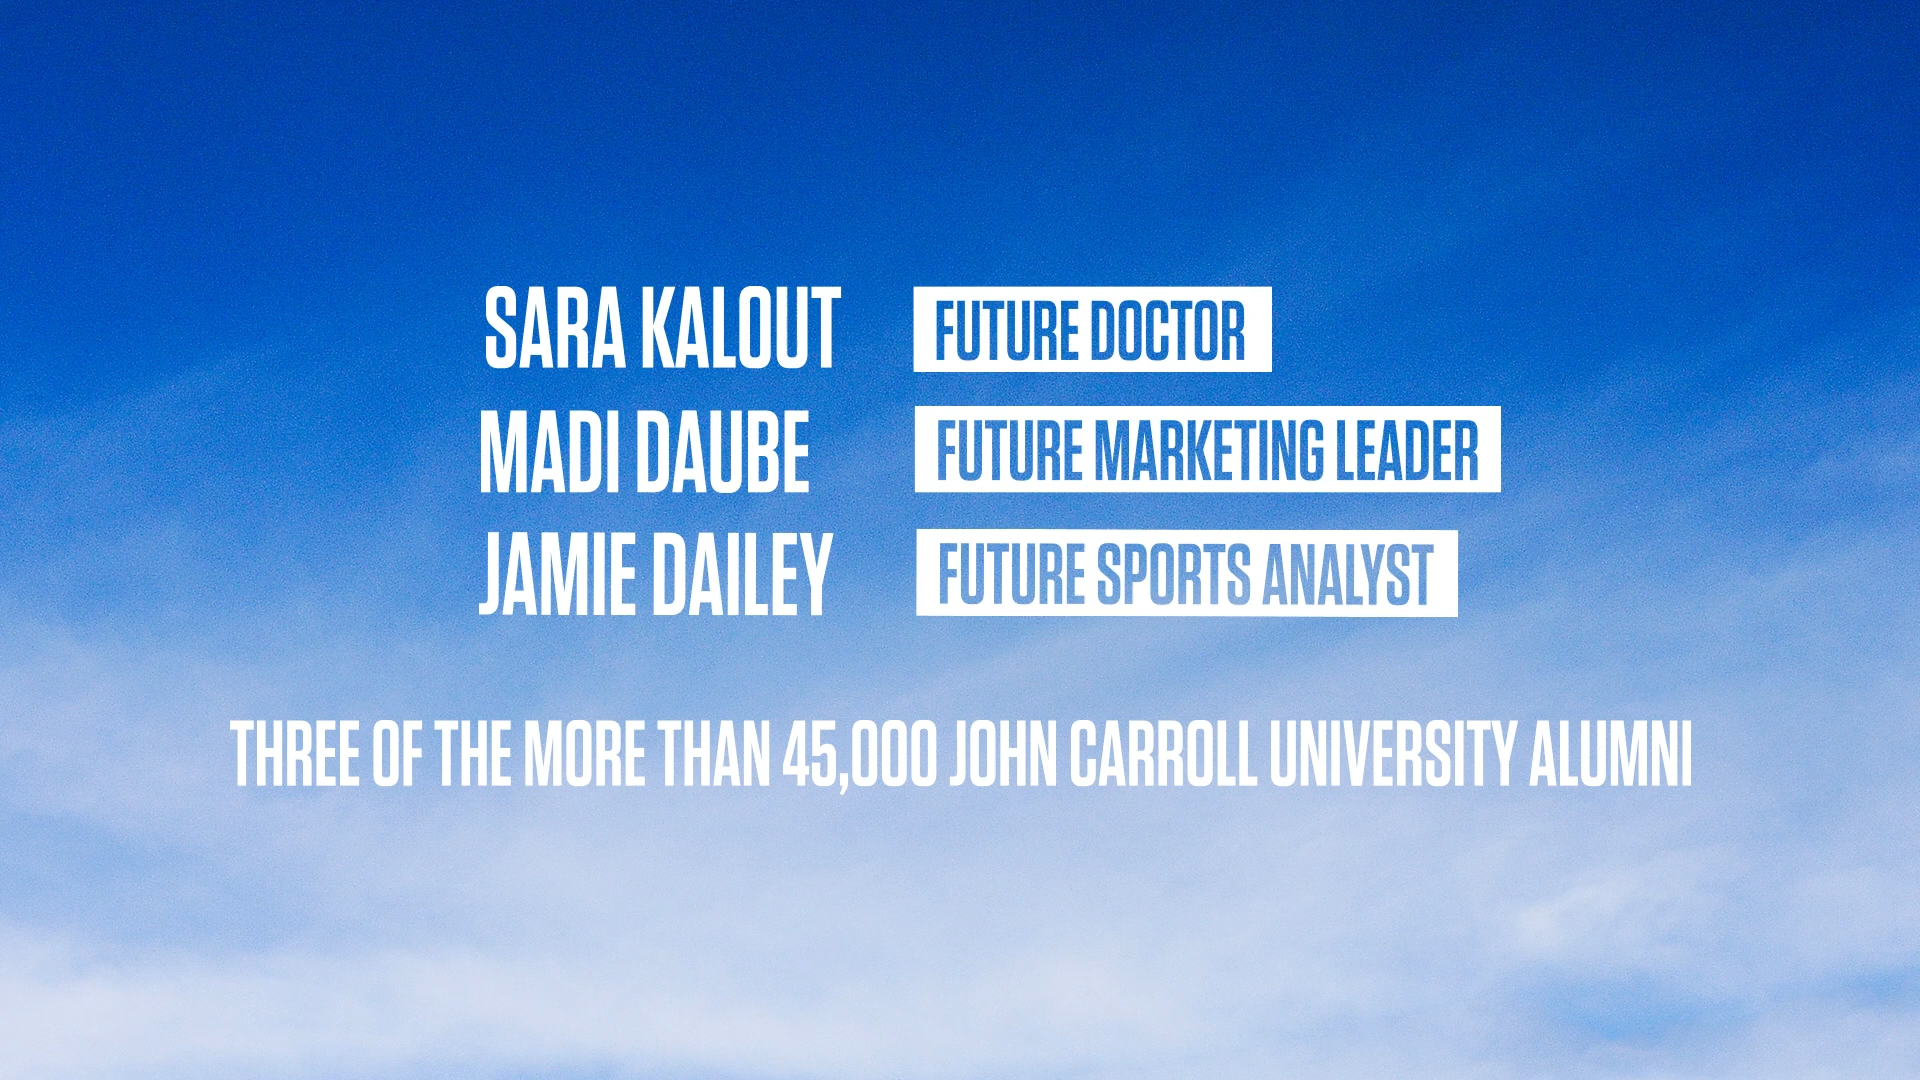 SARA KALOUT FUTURE DOCTOR
MADI DAUBE FUTURE MARKETING LEADER
JAMIE DAILEY FUTURE SPORTS ANALYST
THREE OF THE MORE THAN 45,000 JOHN CARROLL UNIVERSITY ALUMNI